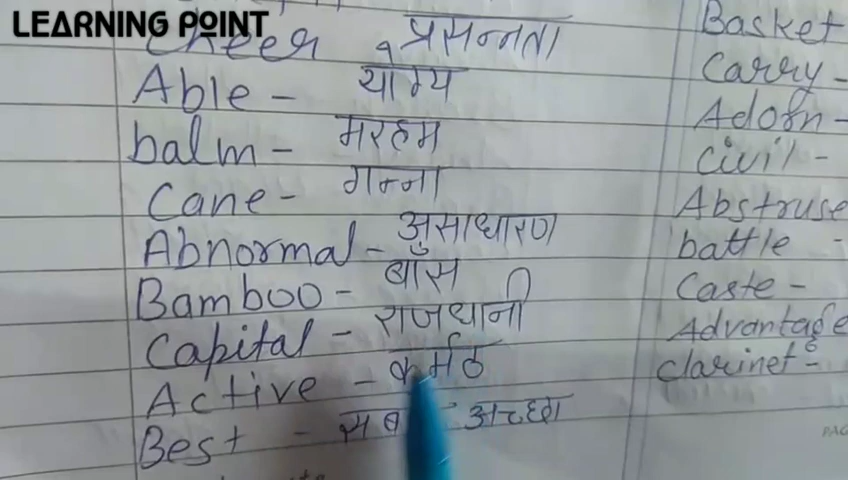 LEARNING POINT
Cheer प्रसन्नता
Able - योग्य
balm - मरहम
Cane - गन्ना
Abnormal - असाधारण
Bamboo - बाँस
Capital - राजधानी
Active - कर्मठ
Best - सब अच्छा
Basket
Carry -
Adorn -
Civil -
Abstruse
battle -
Caste -
Advantage
Clarinet -